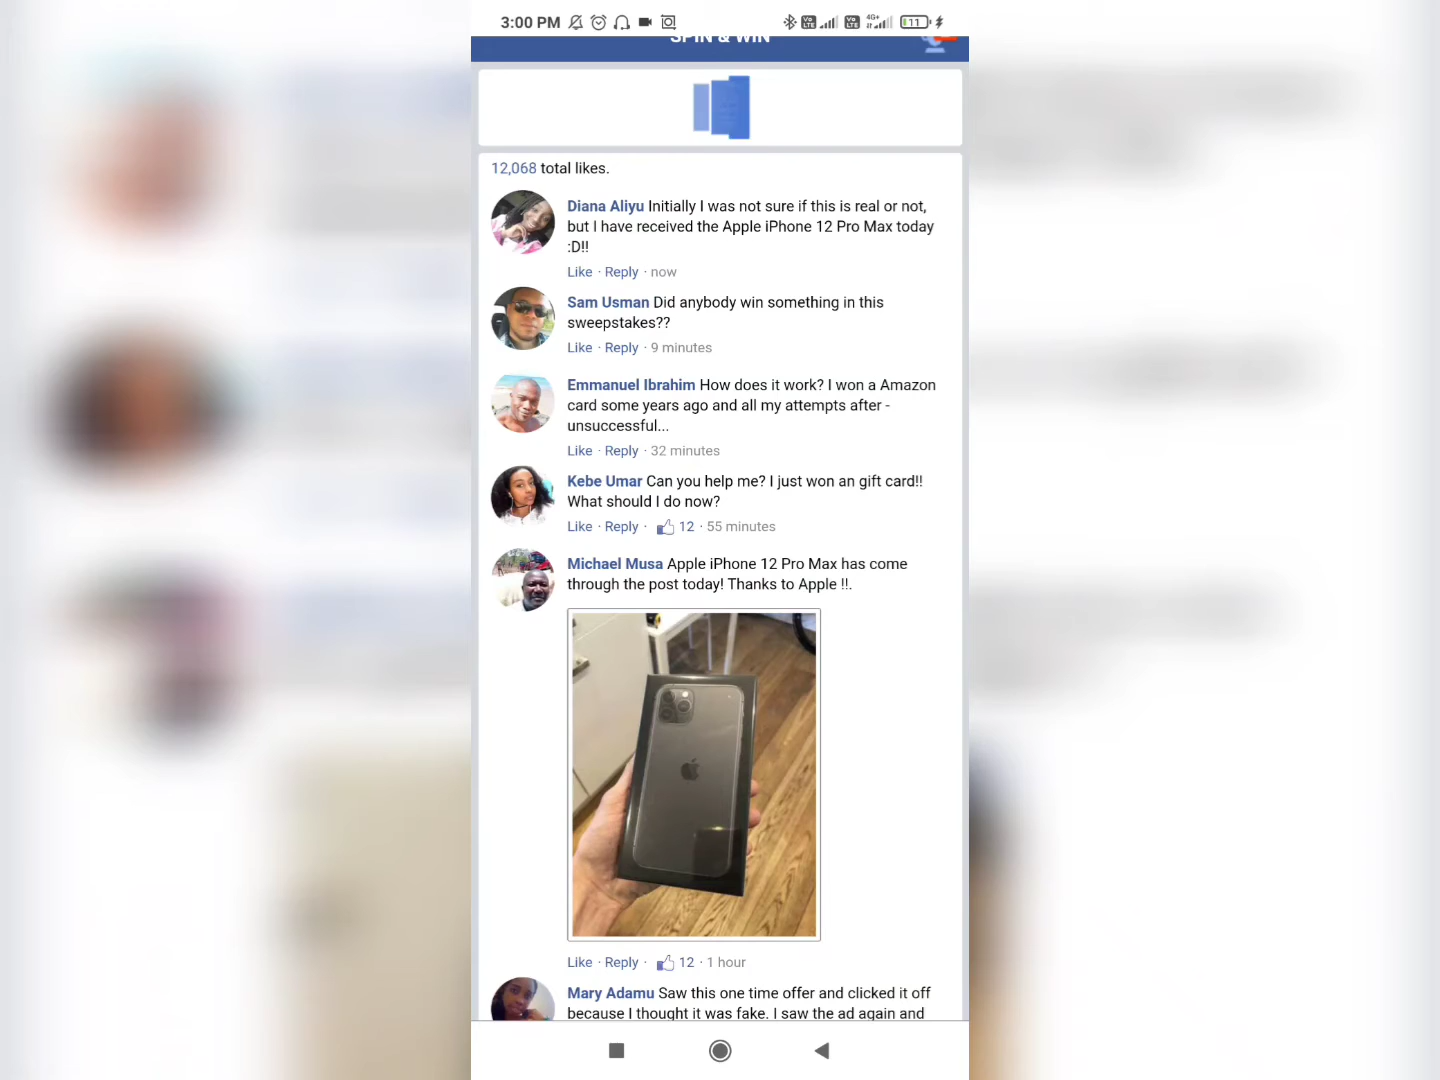 3:00 PM
11
SPIN & WIN
12,068 total likes.
Diana Aliyu Initially I was not sure if this is real or not,
but I have received the Apple iPhone 12 Pro Max today
:D!!
Like · Reply · now
Sam Usman Did anybody win something in this
sweepstakes??
Like · Reply · 9 minutes
Emmanuel Ibrahim How does it work? I won a Amazon
card some years ago and all my attempts after -
unsuccessful...
Like · Reply · 32 minutes
Kebe Umar Can you help me? I just won an gift card!!
What should I do now?
Like · Reply · 12 · 55 minutes
Michael Musa Apple iPhone 12 Pro Max has come
through the post today! Thanks to Apple !!.
Like · Reply · 12 · 1 hour
Mary Adamu Saw this one time offer and clicked it off
because I thought it was fake. I saw the ad again and